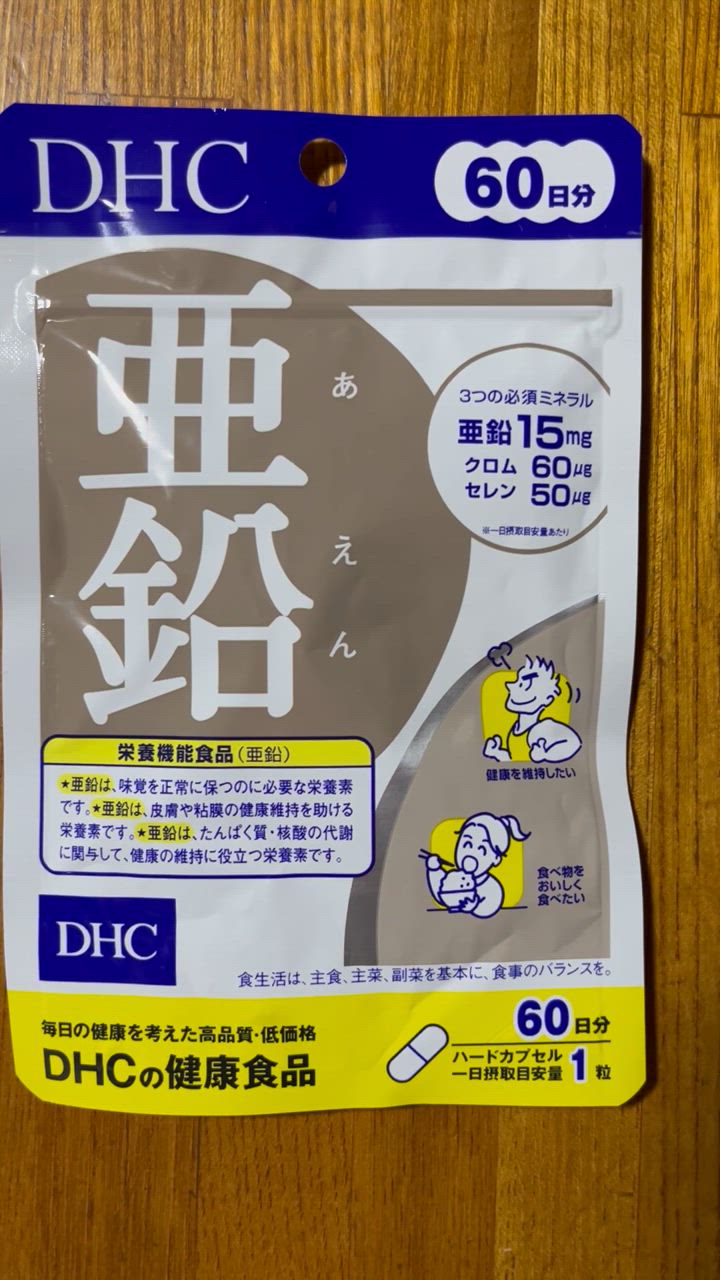 DHC
60日分
亜鉛
あえん
3つの必須ミネラル
亜鉛15mg
クロム 60μg
セレン 50μg
※一日摂取目安量あたり
健康を維持したい
栄養機能食品(亜鉛)
★亜鉛は、味覚を正常に保つのに必要な栄養素
です。★亜鉛は、皮膚や粘膜の健康維持を助ける
栄養素です。★亜鉛は、たんぱく質・核酸の代謝
に関与して、健康の維持に役立つ栄養素です。
食べ物を
おいしく
食べたい
DHC
食生活は、主食、主菜、副菜を基本に、食事のバランスを。
毎日の健康を考えた高品質・低価格
DHCの健康食品
60日分
ハードカプセル
一日摂取目安量 1粒